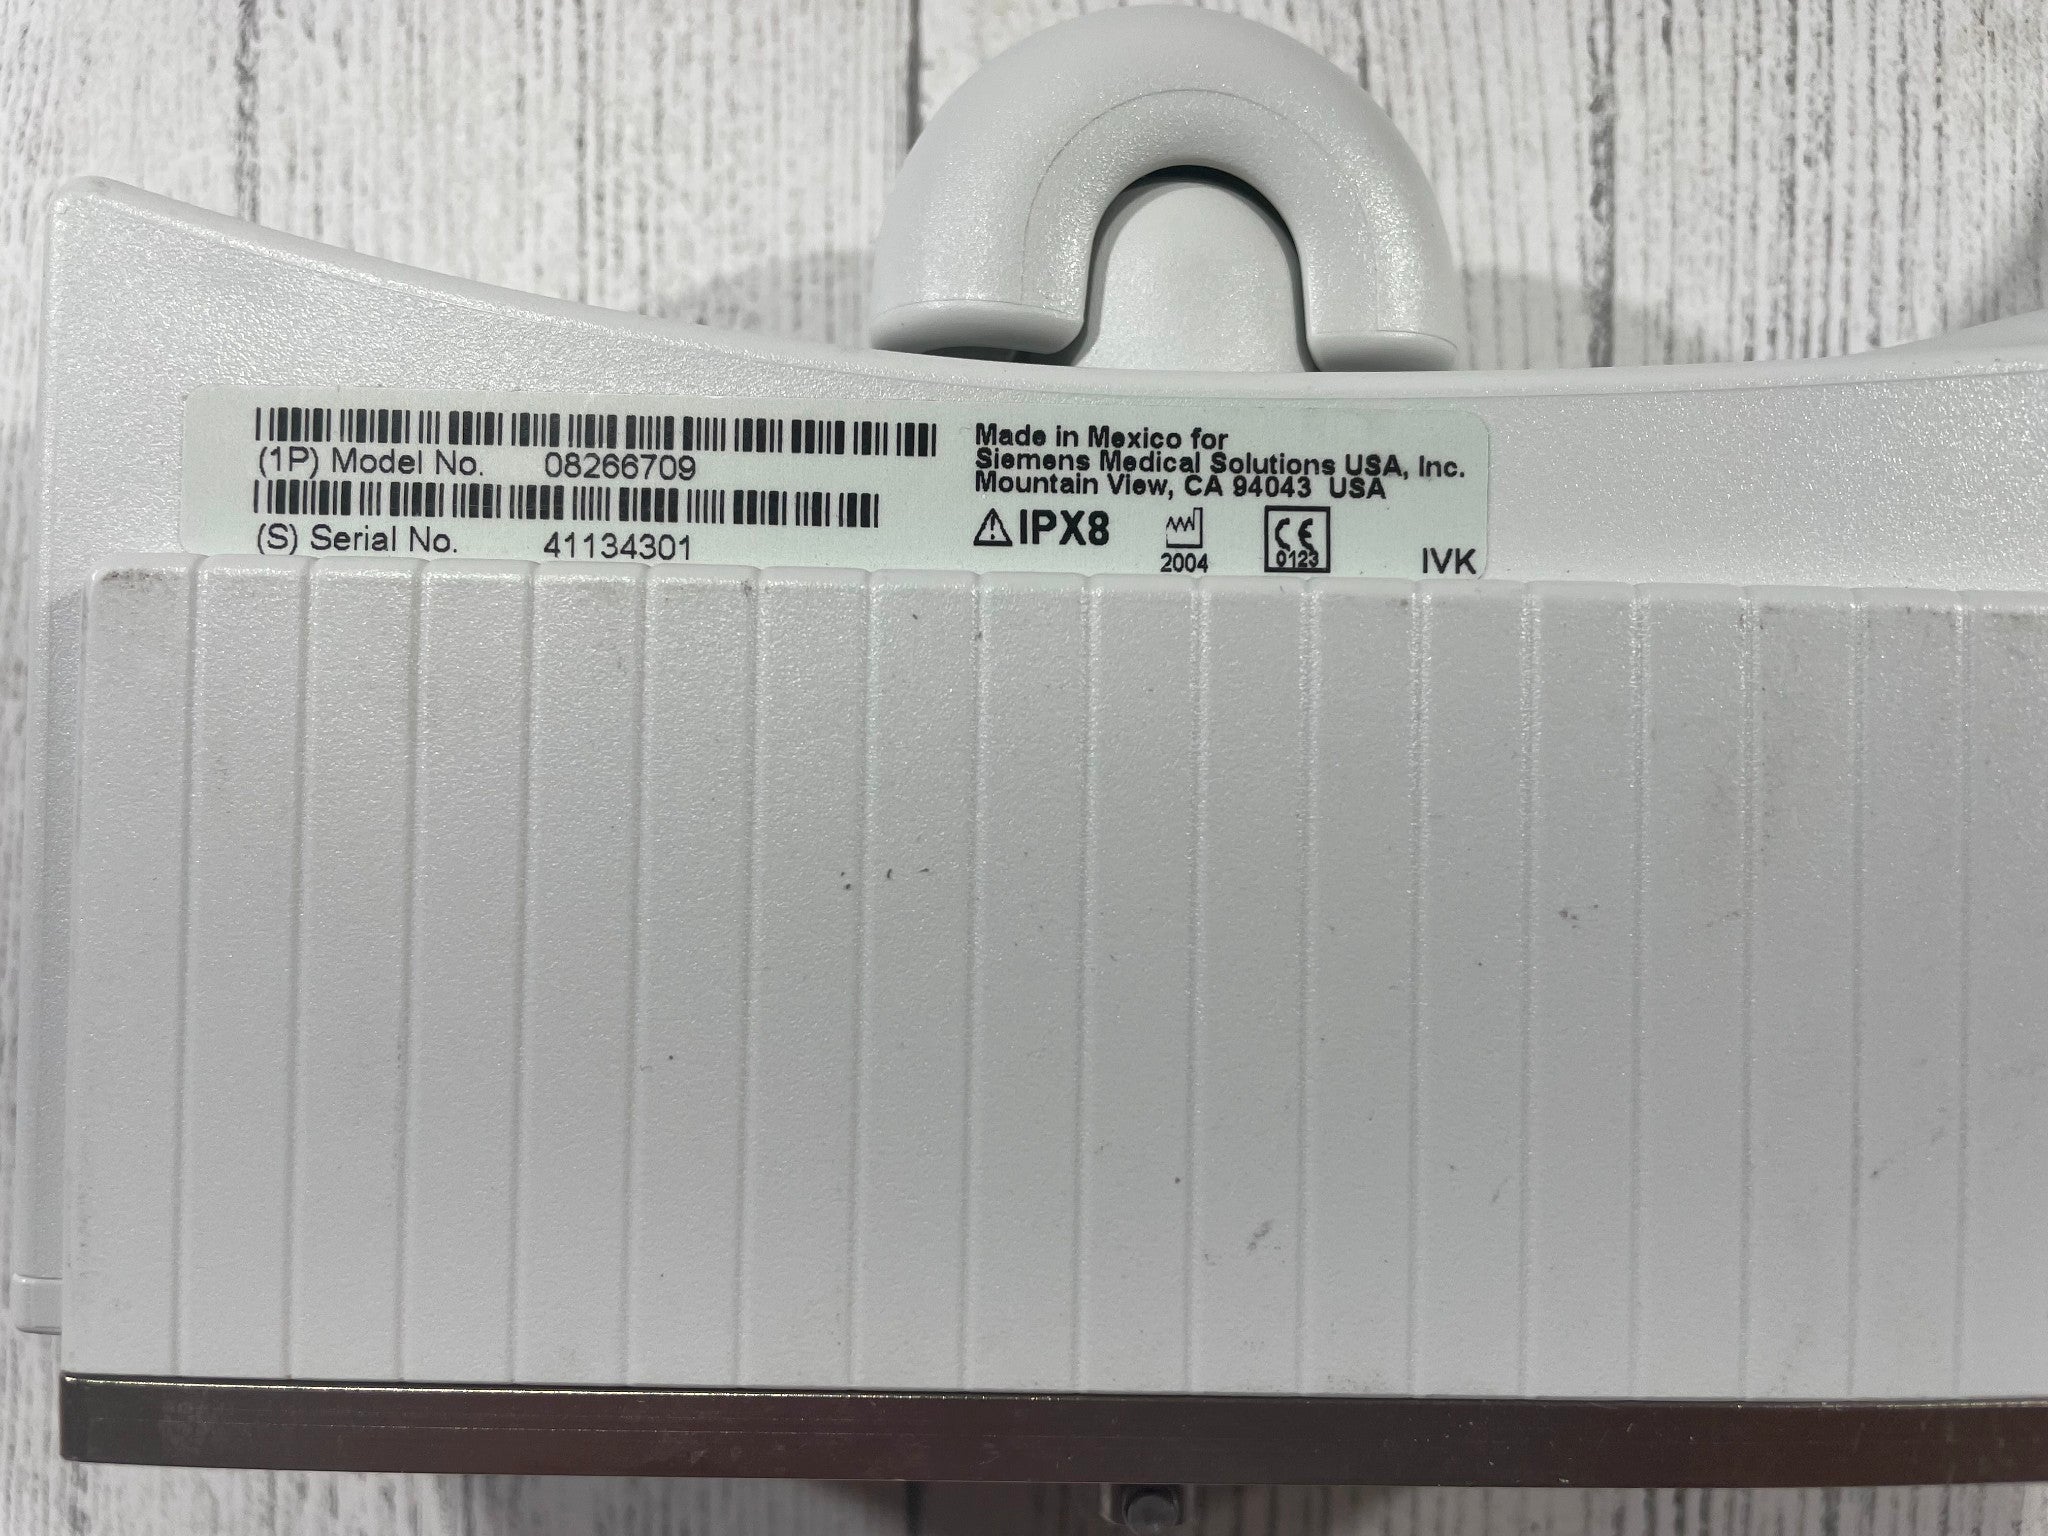 (1P) Model No. 08266709
(S) Serial No. 41134301
Made in Mexico for
Siemens Medical Solutions USA, Inc.
Mountain View, CA 94043 USA
IPX8
2004
CE
0123
IVK